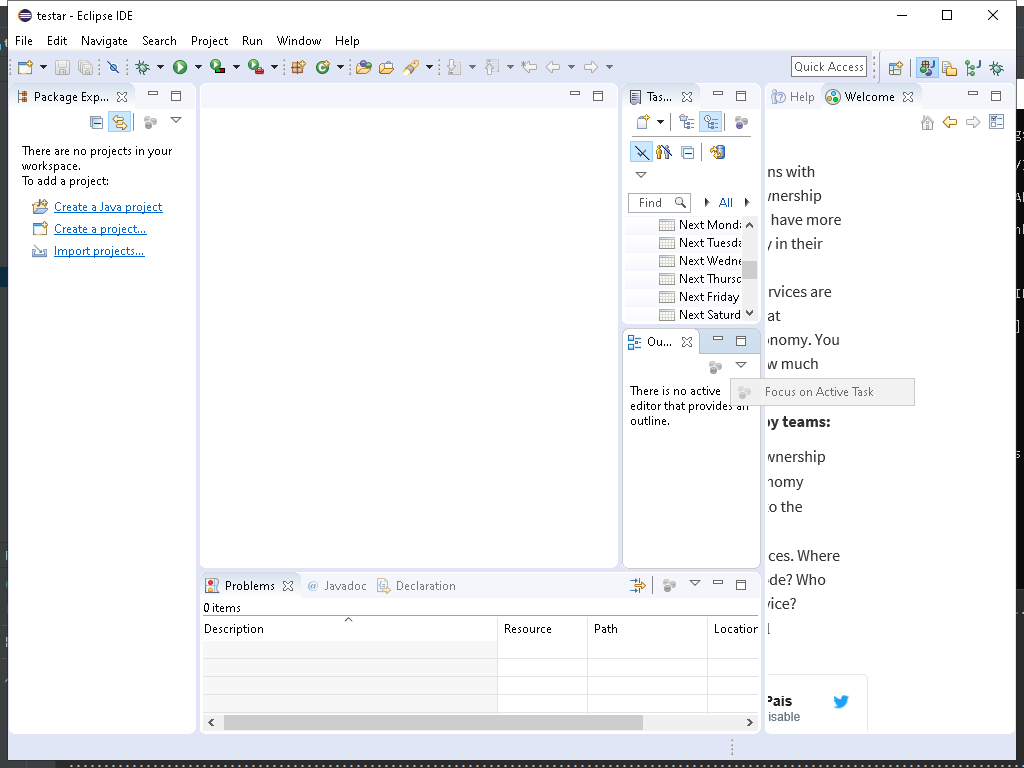 testar - Eclipse IDE
File Edit Navigate Search Project Run Window Help
Quick Access
Package Exp...
There are no projects in your
workspace.
To add a project:
Create a Java project
Create a project...
Import projects...
Tas...
Find
All
Next Tuesda
Next Wedne
Next Thursc
Next Friday
Next Saturd
Ou...
There is no active
editor that provides an
outline.
Focus on Active Task
Help Welcome
ns with
wnership
have more
y in their
rvices are
at
onomy. You
w much
by teams:
wnership
nomy
to the
ces. Where
ode? Who
vice?
Pais
isable
Problems @ Javadoc Declaration
0 items
Description Resource Path Location